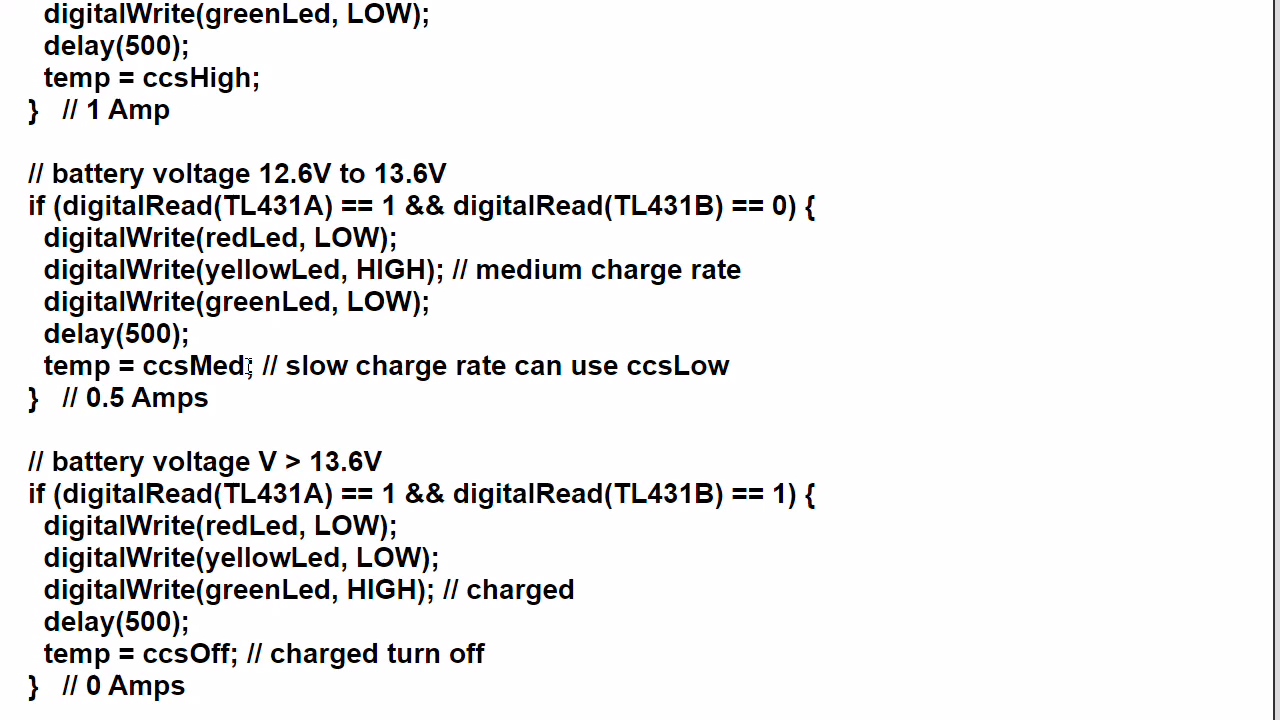 digitalWrite(greenLed, LOW);
delay(500);
temp = ccsHigh;
}   // 1 Amp

// battery voltage 12.6V to 13.6V
if (digitalRead(TL431A) == 1 && digitalRead(TL431B) == 0) {
digitalWrite(redLed, LOW);
digitalWrite(yellowLed, HIGH); // medium charge rate
digitalWrite(greenLed, LOW);
delay(500);
temp = ccsMed; // slow charge rate can use ccsLow
}   // 0.5 Amps

// battery voltage V > 13.6V
if (digitalRead(TL431A) == 1 && digitalRead(TL431B) == 1) {
digitalWrite(redLed, LOW);
digitalWrite(yellowLed, LOW);
digitalWrite(greenLed, HIGH); // charged
delay(500);
temp = ccsOff; // charged turn off
}   // 0 Amps